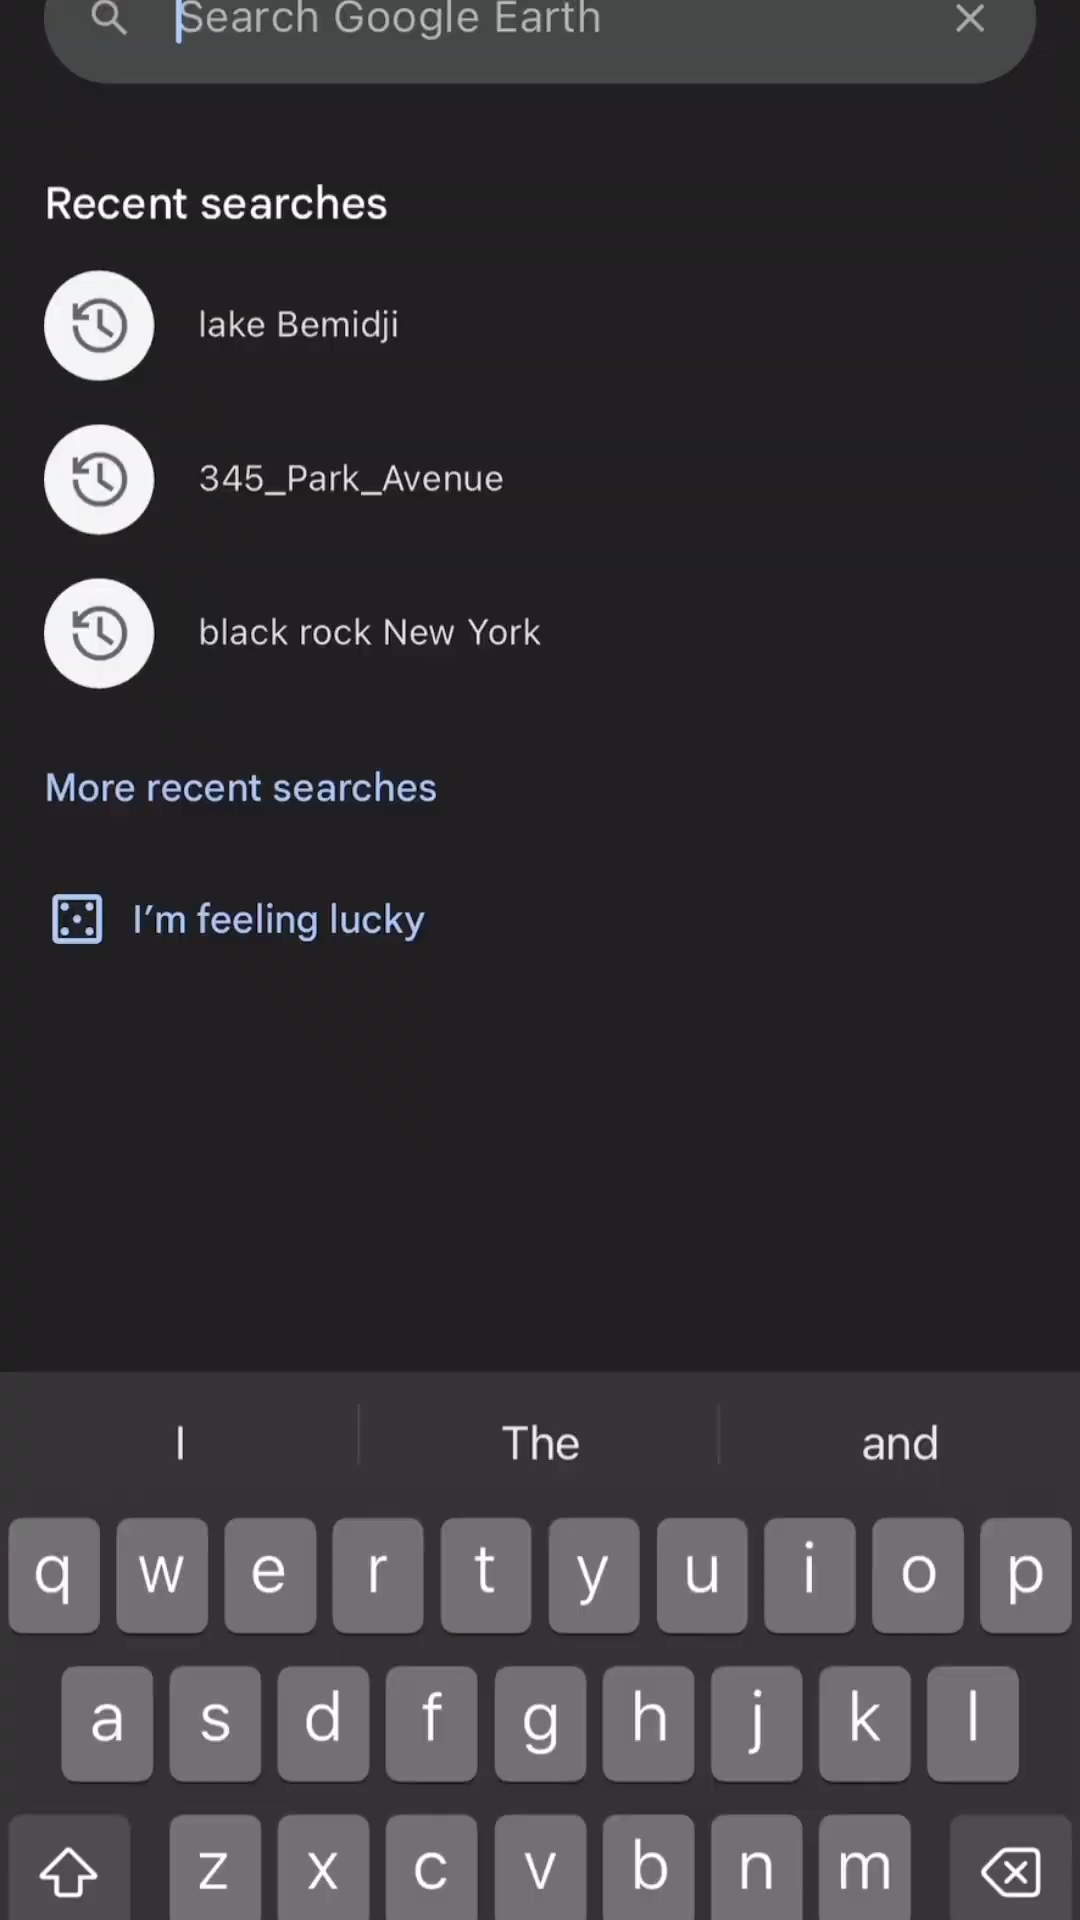 Search Google Earth
Recent searches
lake Bemidji
345_Park_Avenue
black rock New York
More recent searches
I’m feeling lucky
I The and
q w e r t y u i o p
a s d f g h j k l
z x c v b n m